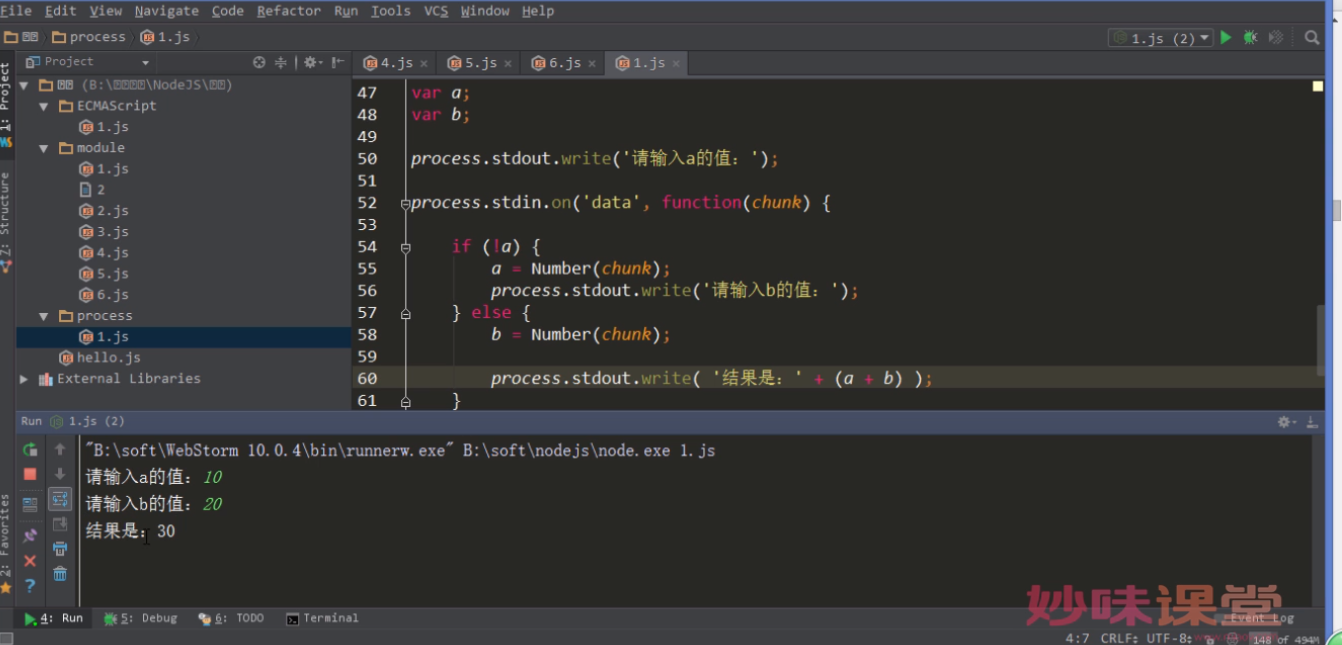 File Edit View Navigate Code Refactor Run Tools VCS Window Help
process 1.js
1.js (2)
Project
4.js × 5.js × 6.js × 1.js ×
1: Project
Z: Structure
2: Favorites
(B:\ \NodeJS\ )
ECMAScript
1.js
module
1.js
2
2.js
3.js
4.js
5.js
6.js
process
1.js
hello.js
External Libraries
47 var a;
48 var b;
49
50 process.stdout.write('请输入a的值：');
51
52 process.stdin.on('data', function(chunk) {
53
54 if (!a) {
55 a = Number(chunk);
56 process.stdout.write('请输入b的值：');
57 } else {
58 b = Number(chunk);
59
60 process.stdout.write( '结果是：' + (a + b) );
61 }
Run 1.js (2)
"B:\soft\WebStorm 10.0.4\bin\runnerw.exe" B:\soft\nodejs\node.exe 1.js
请输入a的值：10
请输入b的值：20
结果是：30
4: Run 5: Debug 6: TODO Terminal
妙味课堂
Event Log
4:7 CRLF: UTF-8: 148 of 494M